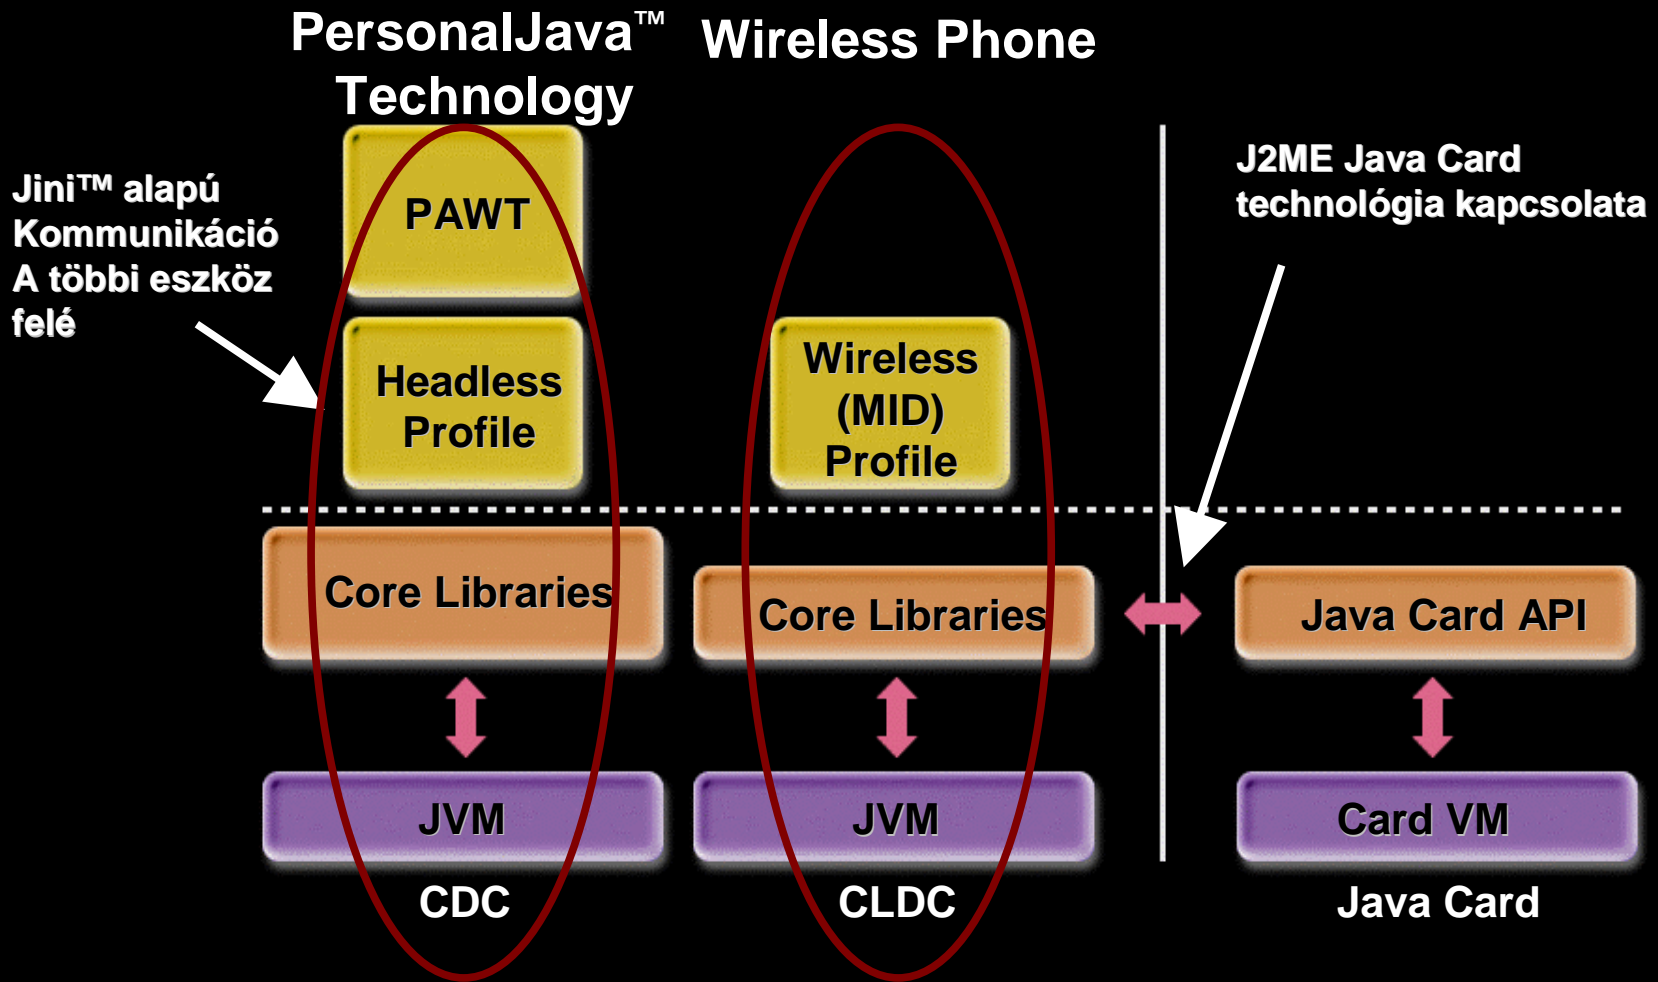 PersonalJava™
Technology
Wireless Phone
Jini™ alapú
Kommunikáció
A többi eszköz
felé
J2ME Java Card
technológia kapcsolata
PAWT
Headless
Profile
Wireless
(MID)
Profile
Core Libraries
Core Libraries
Java Card API
JVM
JVM
Card VM
CDC
CLDC
Java Card